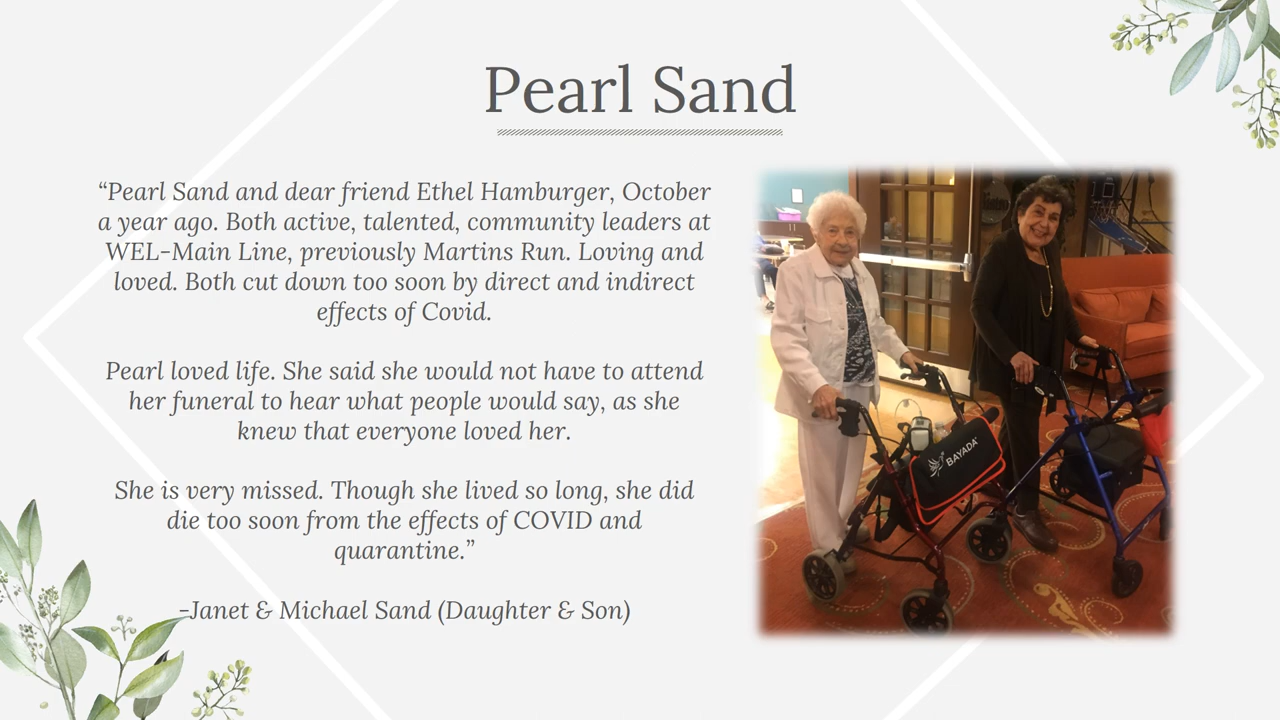 Pearl Sand
“Pearl Sand and dear friend Ethel Hamburger, October
a year ago. Both active, talented, community leaders at
WEL-Main Line, previously Martins Run. Loving and
loved. Both cut down too soon by direct and indirect
effects of Covid.
Pearl loved life. She said she would not have to attend
her funeral to hear what people would say, as she
knew that everyone loved her.
She is very missed. Though she lived so long, she did
die too soon from the effects of COVID and
quarantine.”
-Janet & Michael Sand (Daughter & Son)
BAYADA